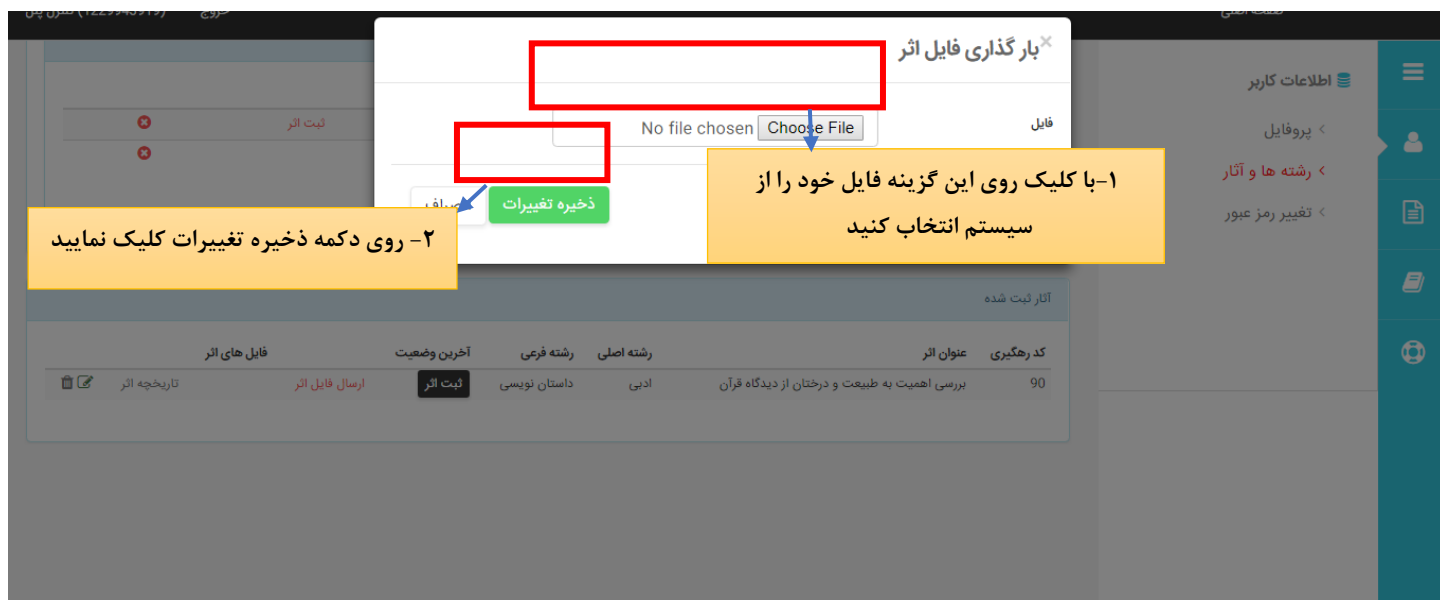 صفحه اصلی
خروج
اطلاعات کاربر
پروفایل
رشته ها و آثار
تغییر رمز عبور
×
بار گذاری فایل اثر
فایل
Choose File No file chosen
ذخیره تغییرات
ثبت اثر
۱-با کلیک روی این گزینه فایل خود را از
سیستم انتخاب کنید
۲- روی دکمه ذخیره تغییرات کلیک نمایید
آثار ثبت شده
کد رهگیری عنوان اثر رشته اصلی رشته فرعی آخرین وضعیت فایل های اثر
90 بررسی اهمیت به طبیعت و درختان از دیدگاه قرآن ادبی داستان نویسی ثبت اثر ارسال فایل اثر تاریخچه اثر